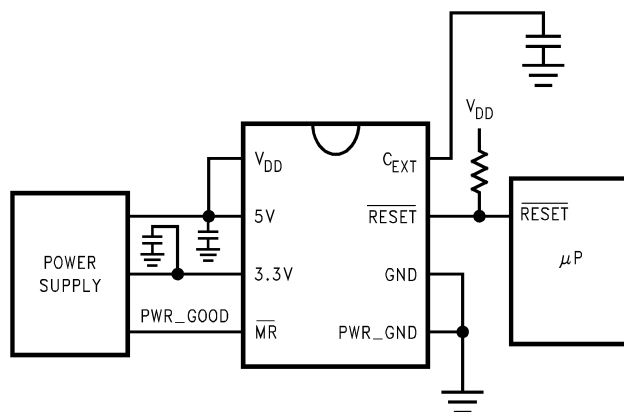 V_DD
V_DD
C_EXT
5V
RESET
RESET
POWER
SUPPLY
3.3V
GND
μP
PWR_GOOD
MR
PWR_GND